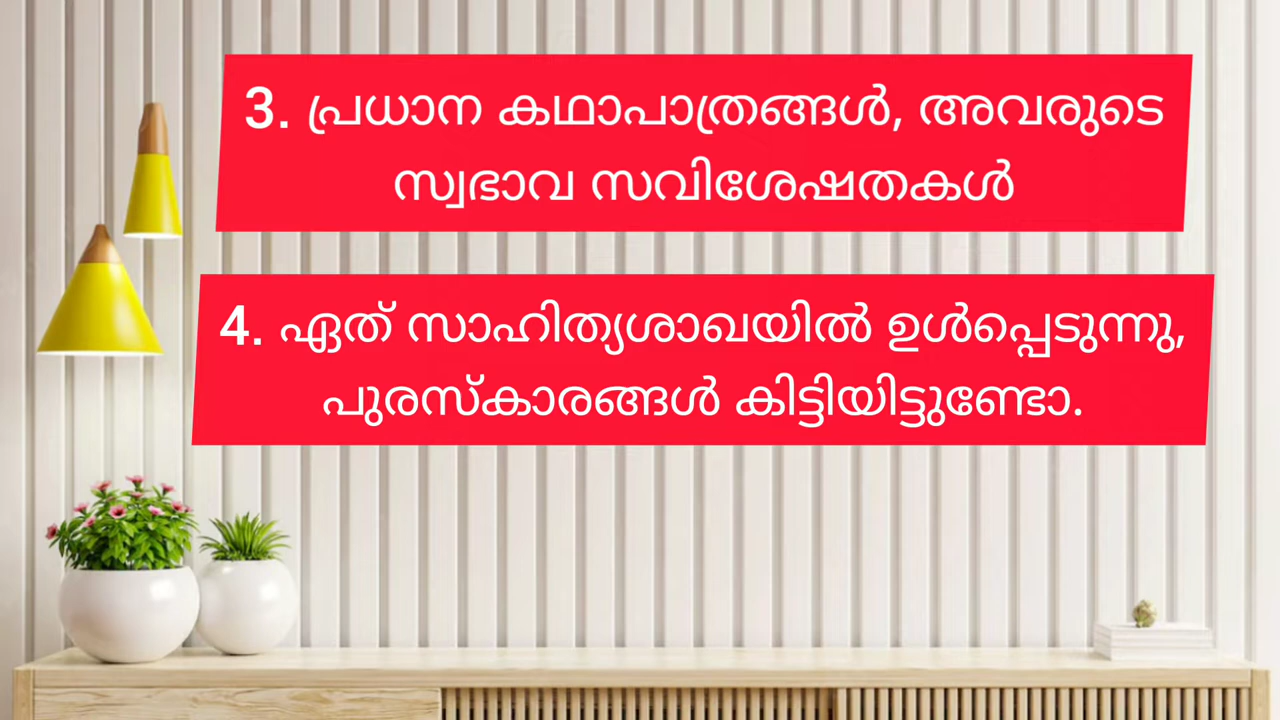 3. പ്രധാന കഥാപാത്രങ്ങൾ, അവരുടെ
സ്വഭാവ സവിശേഷതകൾ
4. ഏത് സാഹിത്യശാഖയിൽ ഉൾപ്പെടുന്നു,
പുരസ്കാരങ്ങൾ കിട്ടിയിട്ടുണ്ടോ.